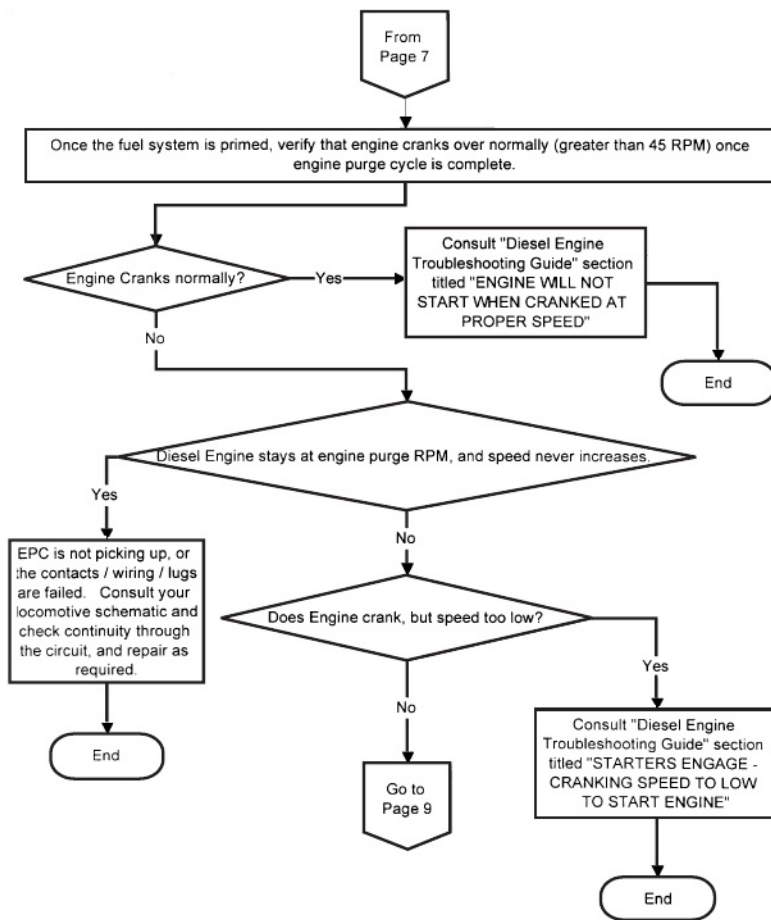 From
Page 7
Once the fuel system is primed, verify that engine cranks over normally (greater than 45 RPM) once
engine purge cycle is complete.
Engine Cranks normally?
Yes
Consult "Diesel Engine
Troubleshooting Guide" section
titled "ENGINE WILL NOT
START WHEN CRANKED AT
PROPER SPEED"
End
No
Diesel Engine stays at engine purge RPM, and speed never increases.
Yes
EPC is not picking up, or
the contacts / wiring / lugs
are failed. Consult your
locomotive schematic and
check continuity through
the circuit, and repair as
required.
End
No
Does Engine crank, but speed too low?
Yes
Consult "Diesel Engine
Troubleshooting Guide" section
titled "STARTERS ENGAGE -
CRANKING SPEED TO LOW
TO START ENGINE"
End
No
Go to
Page 9